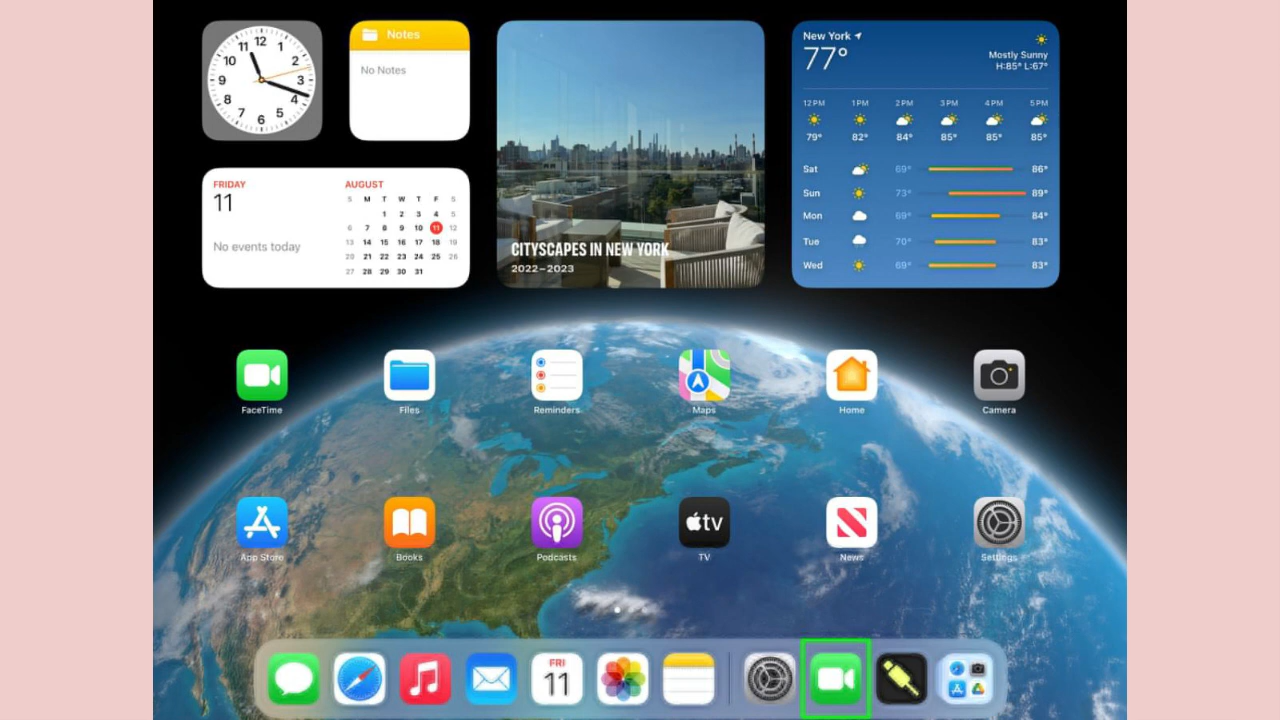 12
1
2
3
4
5
6
7
8
9
10
11
Notes
No Notes
FRIDAY
11
No events today
AUGUST
S M T W T F S
1 2 3 4 5
6 7 8 9 10 11 12
13 14 15 16 17 18 19
20 21 22 23 24 25 26
27 28 29 30 31
CITYSCAPES IN NEW YORK
2022–2023
New York
77°
Mostly Sunny
H:85° L:67°
12PM 1PM 2PM 3PM 4PM 5PM
79° 82° 84° 85° 85° 85°
Sat 69° 86°
Sun 73° 89°
Mon 69° 84°
Tue 70° 83°
Wed 69° 83°
FaceTime Files Reminders Maps Home Camera
tv
App Store Books Podcasts TV News Settings
FRI
11